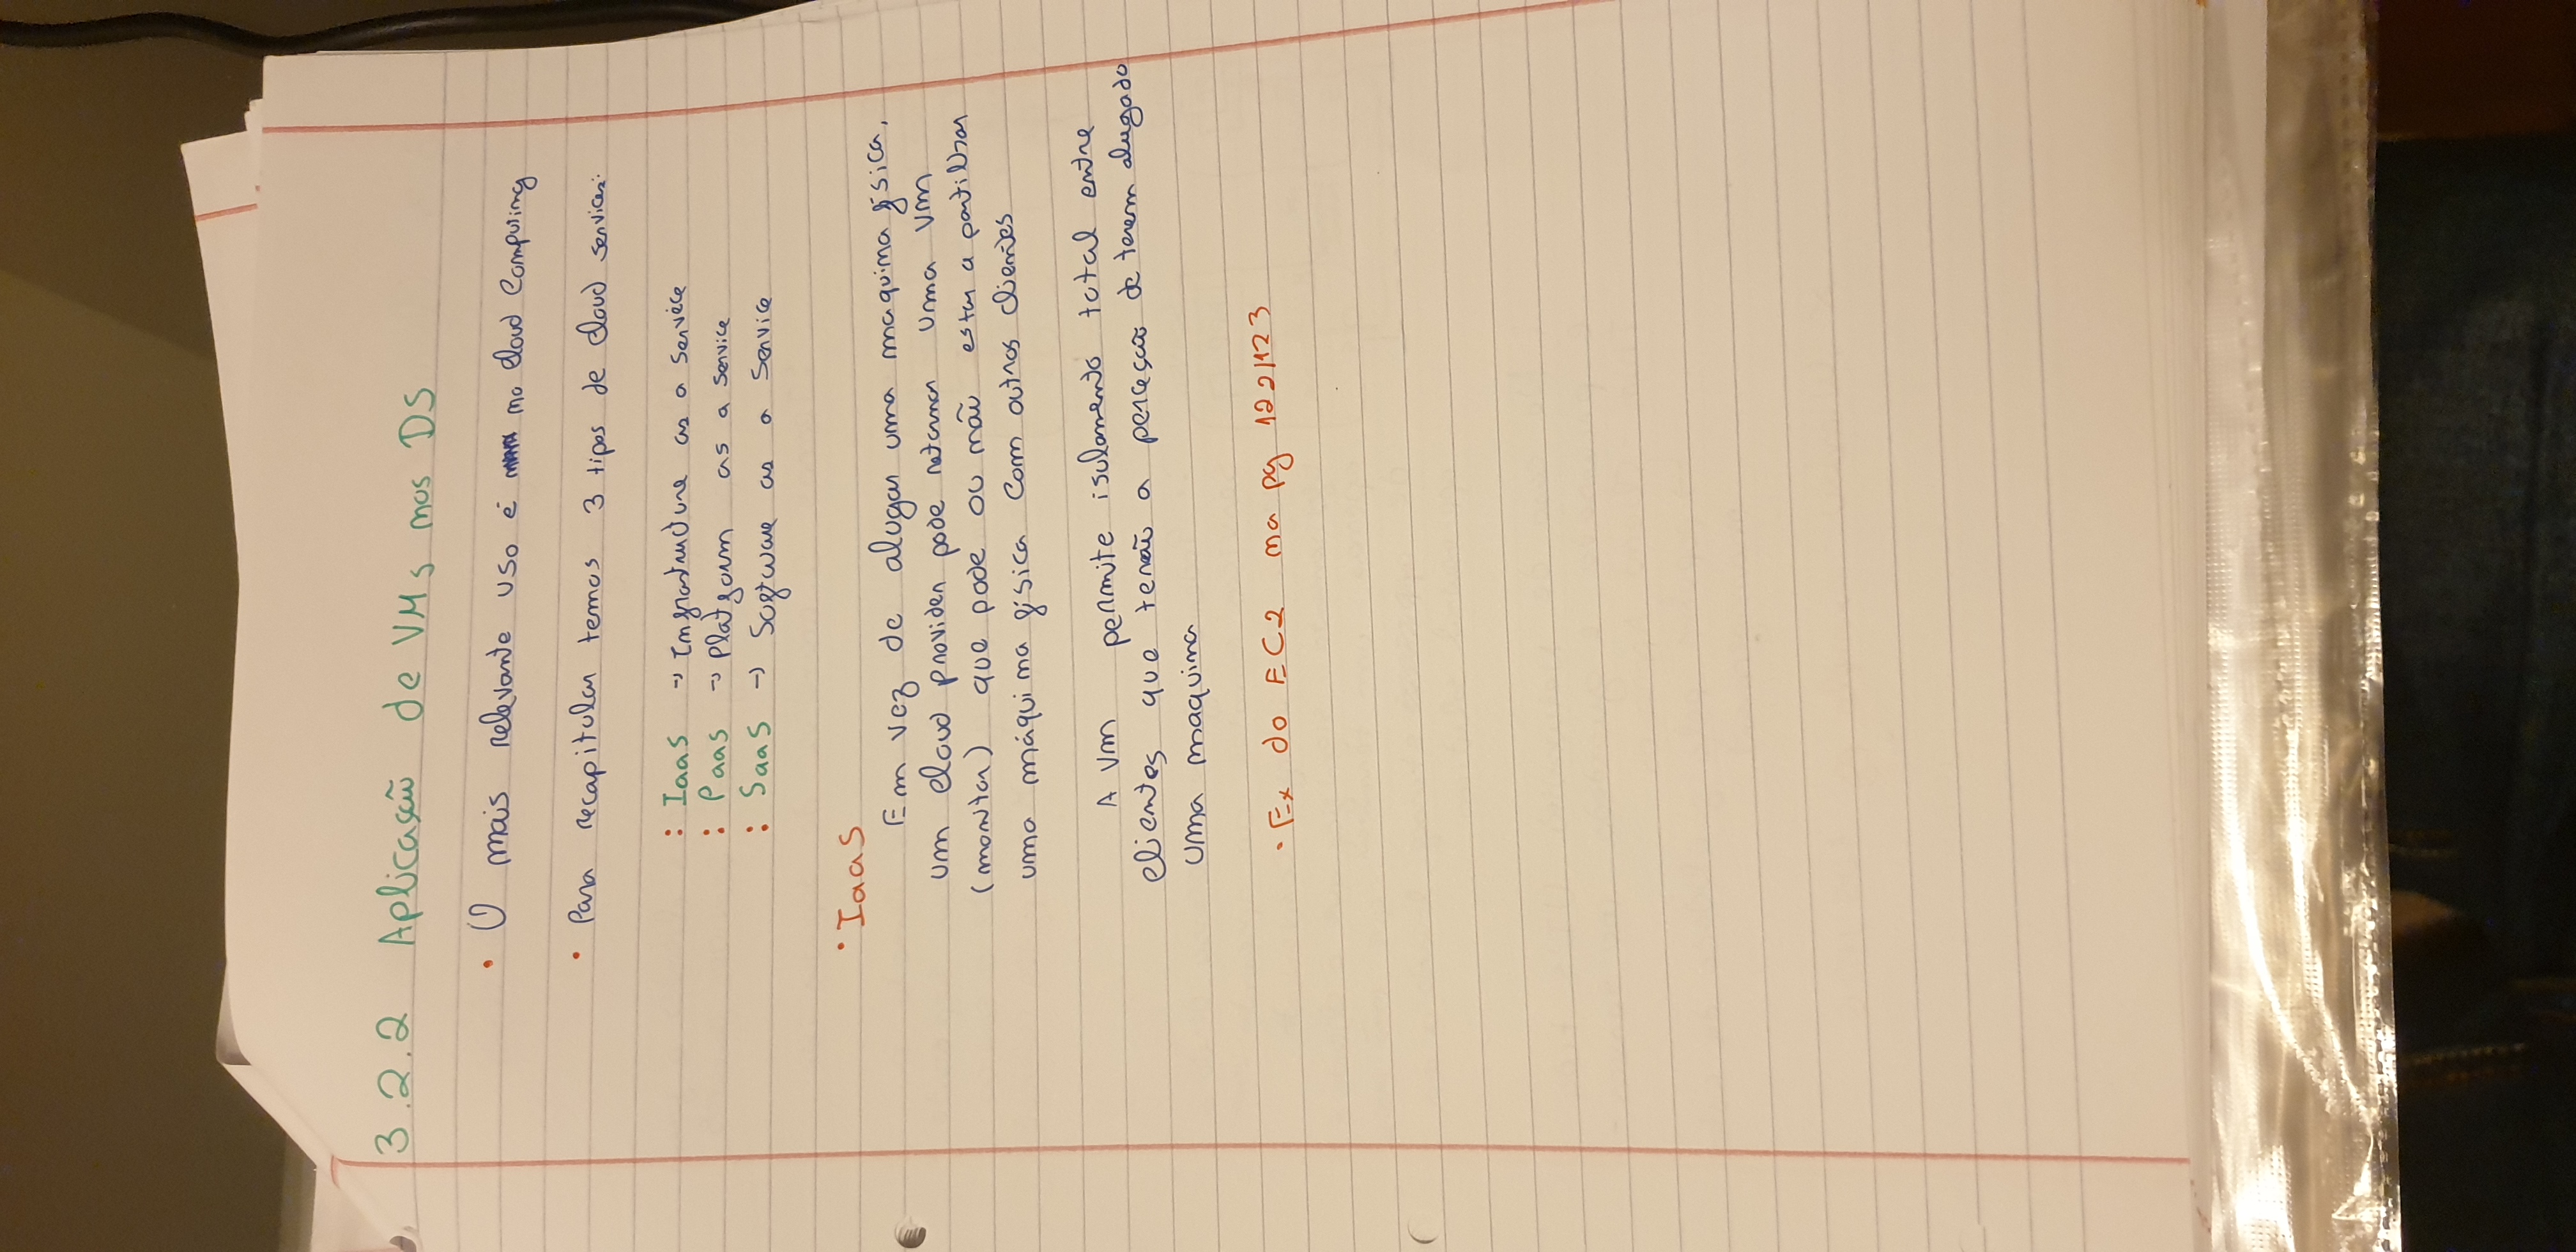 3.2.2 Aplicação de VMs nos DS
• O mais relevante uso é no Cloud Computing
• Para recapitular temos 3 tipos de cloud services:
: IaaS → Infrastructure as a Service
: PaaS → Platform as a Service
: SaaS → Software as a Service
• IaaS
Em vez de alugar uma maquina física,
um cloud provider pode retornar uma VM
(monitor) que pode ou não estar a partilhar
uma máquina física com outros clientes
A VM permite isolamento total entre
clientes que terão a perceção de terem alugado
uma maquina
• Ex do EC2 na pg 122/123